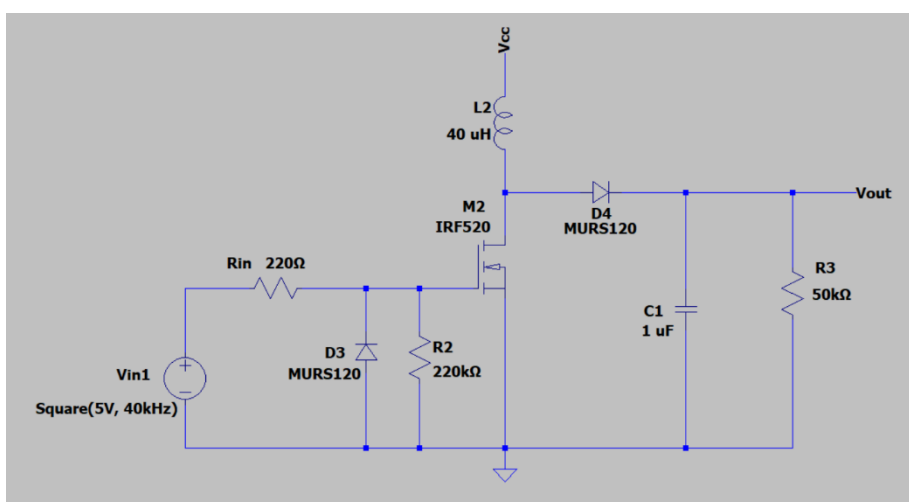 Vcc
L2
40 uH
M2
IRF520
D4
MURS120
Vout
Rin 220Ω
R3
50kΩ
C1
1 uF
D3
MURS120
R2
220kΩ
Vin1
Square(5V, 40kHz)